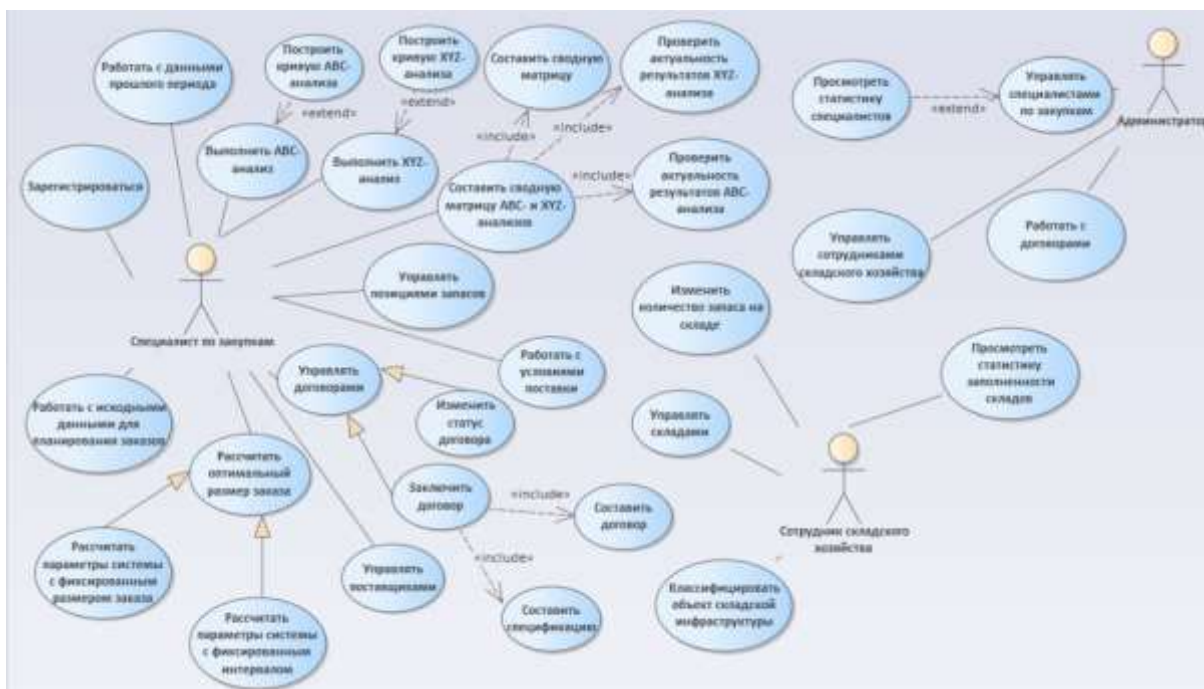 Работать с данными
прошлого периода
Построить
кривую ABC-
анализа
Построить
кривую XYZ-
анализа
Составить сводную
матрицу
Проверить
актуальность
результатов XYZ-
анализа
Просмотреть
статистику
специалистов
«extend»
Управлять
специалистами
по закупкам
Администратор
«extend»
«extend»
«include»
«include»
Зарегистрироваться
Выполнить ABC-
анализ
Выполнить XYZ-
анализ
Составить сводную
матрицу ABC- и XYZ-
анализов
«include»
Проверить
актуальность
результатов ABC-
анализа
Управлять
сотрудниками
складского хозяйства
Работать с
договорами
Специалист по закупкам
Управлять
позициями запасов
Изменить
количество запаса на
складе
Управлять
договорами
Работать с
условиями
поставки
Просмотреть
статистику
заполненности
складов
Работать с исходными
данными для
планирования заказов
Изменить
статус
договора
Управлять
складами
Рассчитать
оптимальный
размер заказа
Заключить
договор
«include»
Составить
договор
Сотрудник складского
хозяйства
Рассчитать
параметры системы
с фиксированным
размером заказа
Управлять
поставщиками
«include»
Составить
спецификацию
Классифицировать
объект складской
инфраструктуры
Рассчитать
параметры системы
с фиксированным
интервалом